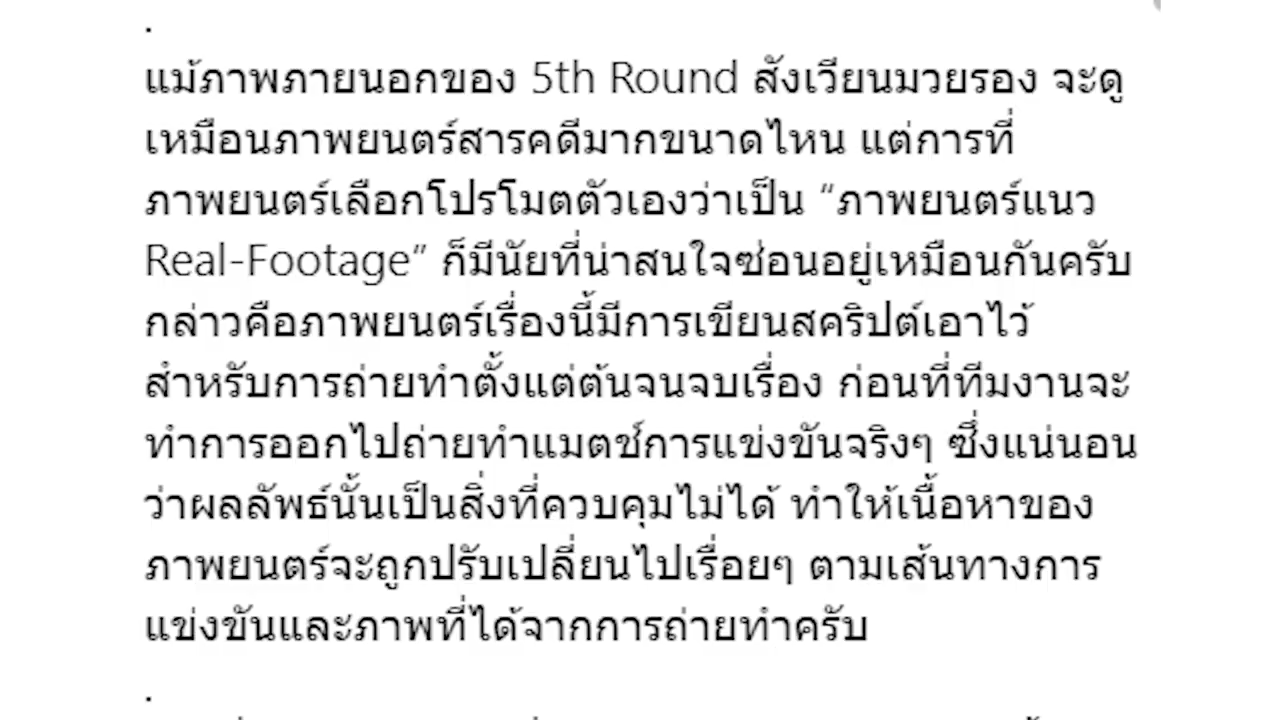 .
แม้ภาพภายนอกของ 5th Round สังเวียนมวยรอง จะดู
เหมือนภาพยนตร์สารคดีมากขนาดไหน แต่การที่
ภาพยนตร์เลือกโปรโมตตัวเองว่าเป็น “ภาพยนตร์แนว
Real-Footage” ก็มีนัยที่น่าสนใจซ่อนอยู่เหมือนกันครับ
กล่าวคือภาพยนตร์เรื่องนี้มีการเขียนสคริปต์เอาไว้
สำหรับการถ่ายทำตั้งแต่ต้นจนจบเรื่อง ก่อนที่ทีมงานจะ
ทำการออกไปถ่ายทำแมตช์การแข่งขันจริงๆ ซึ่งแน่นอน
ว่าผลลัพธ์นั้นเป็นสิ่งที่ควบคุมไม่ได้ ทำให้เนื้อหาของ
ภาพยนตร์จะถูกปรับเปลี่ยนไปเรื่อยๆ ตามเส้นทางการ
แข่งขันและภาพที่ได้จากการถ่ายทำครับ
.